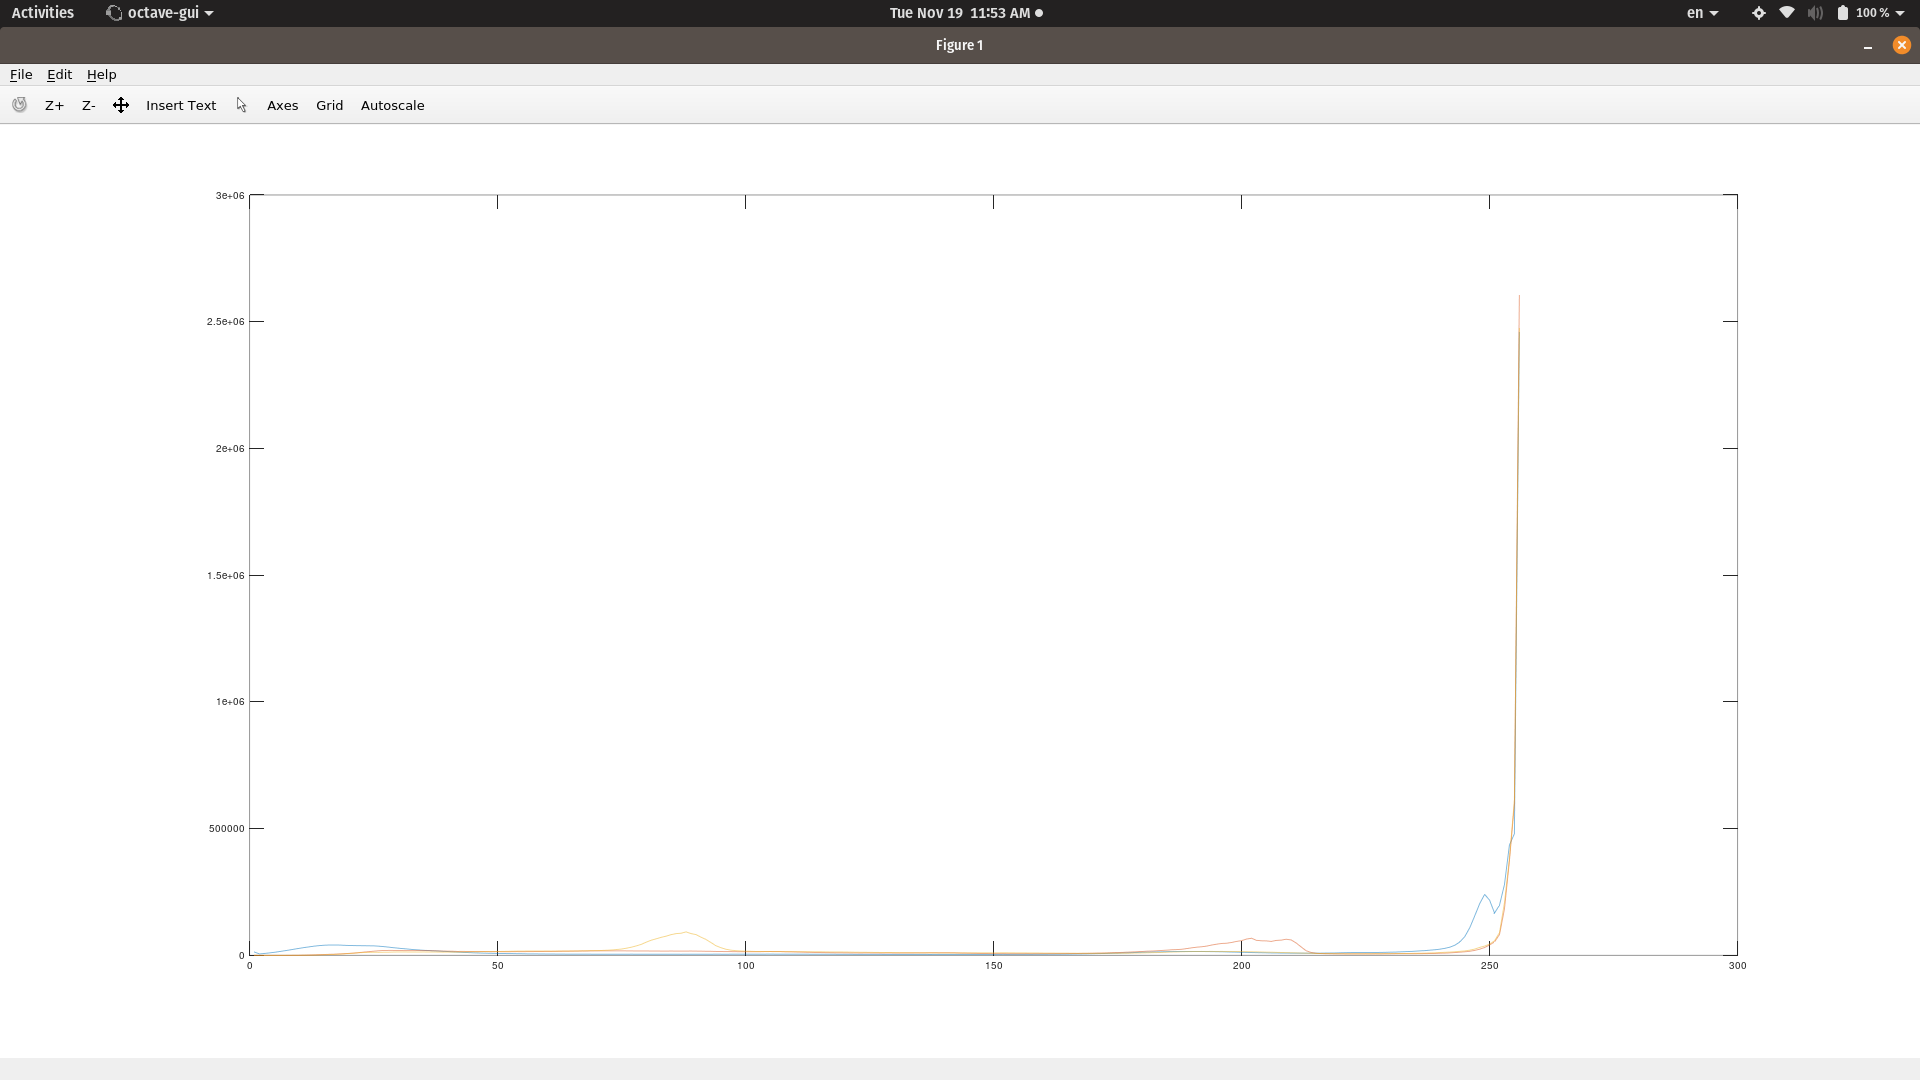 Activities octave-gui Tue Nov 19 11:53 AM en 100 %
Figure 1
File Edit Help
Z+ Z- Insert Text Axes Grid Autoscale
3e+06
2.5e+06
2e+06
1.5e+06
1e+06
500000
0
0 50 100 150 200 250 300